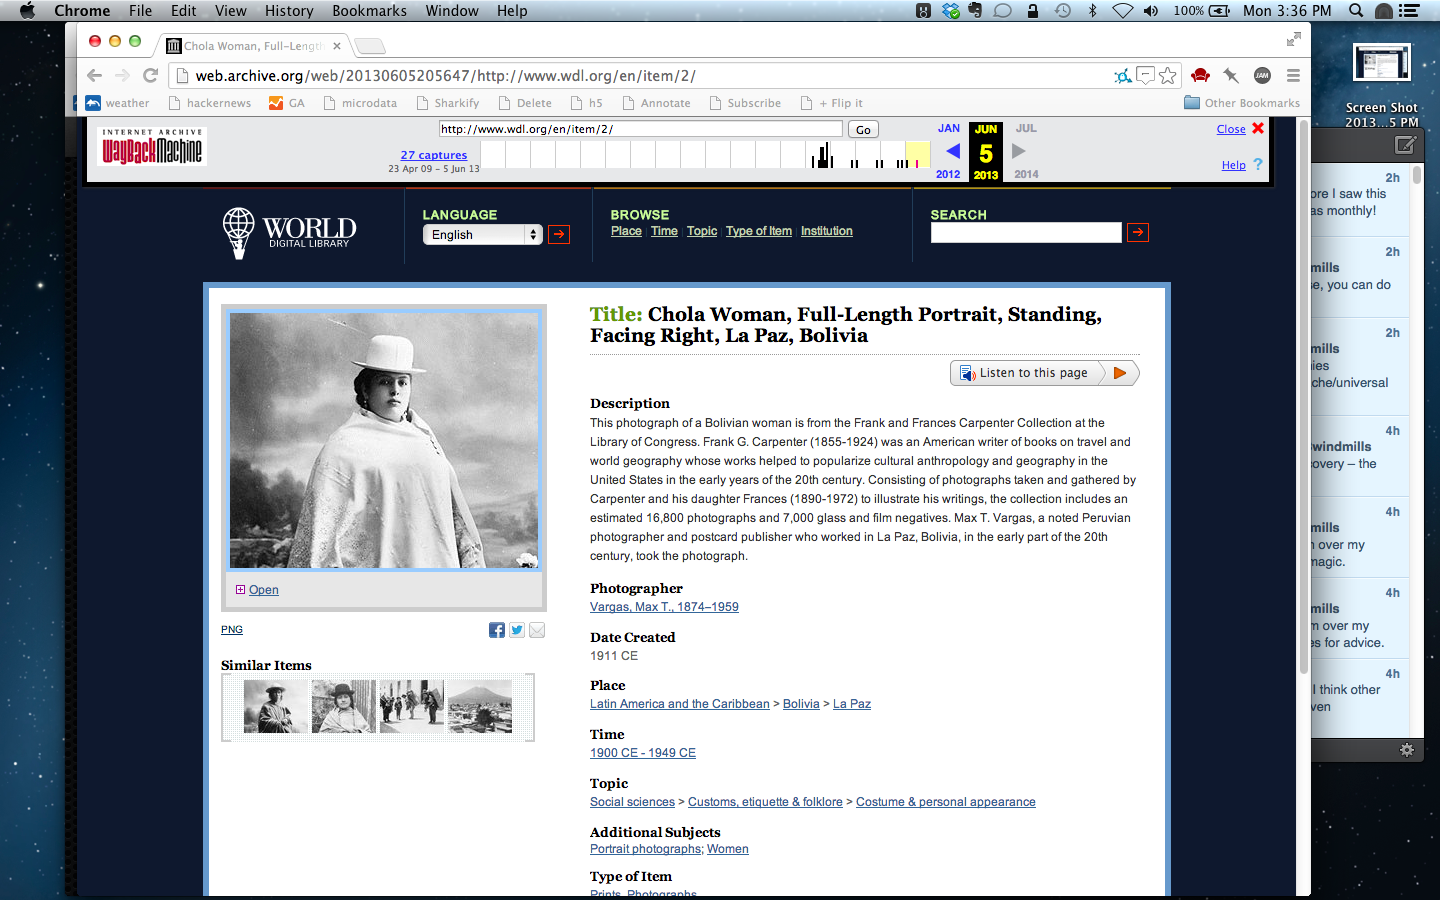 Chrome File Edit View History Bookmarks Window Help 100% Mon 3:36 PM
Chola Woman, Full-Length
web.archive.org/web/20130605205647/http://www.wdl.org/en/item/2/
weather hackernews GA microdata Sharkify Delete h5 Annotate Subscribe + Flip it Other Bookmarks
Screen Shot
2013...5 PM
INTERNET ARCHIVE
WayBackMachine
http://www.wdl.org/en/item/2/ Go
27 captures
23 Apr 09 – 5 Jun 13
JAN JUN JUL
5
2012 2013 2014
Close
Help ?
WORLD
DIGITAL LIBRARY
LANGUAGE
English
BROWSE
Place Time Topic Type of Item Institution
SEARCH
Title: Chola Woman, Full-Length Portrait, Standing,
Facing Right, La Paz, Bolivia
Listen to this page
Open
PNG
Similar Items
Description
This photograph of a Bolivian woman is from the Frank and Frances Carpenter Collection at the
Library of Congress. Frank G. Carpenter (1855-1924) was an American writer of books on travel and
world geography whose works helped to popularize cultural anthropology and geography in the
United States in the early years of the 20th century. Consisting of photographs taken and gathered by
Carpenter and his daughter Frances (1890-1972) to illustrate his writings, the collection includes an
estimated 16,800 photographs and 7,000 glass and film negatives. Max T. Vargas, a noted Peruvian
photographer and postcard publisher who worked in La Paz, Bolivia, in the early part of the 20th
century, took the photograph.
Photographer
Vargas, Max T., 1874–1959
Date Created
1911 CE
Place
Latin America and the Caribbean > Bolivia > La Paz
Time
1900 CE - 1949 CE
Topic
Social sciences > Customs, etiquette & folklore > Costume & personal appearance
Additional Subjects
Portrait photographs; Women
Type of Item
Prints, Photographs
2h
ore I saw this
as monthly!
2h
mills
se, you can do
2h
mills
ies
che/universal
4h
windmills
covery – the
4h
mills
over my
magic.
4h
mills
m over my
es for advice.
4h
I think other
ven